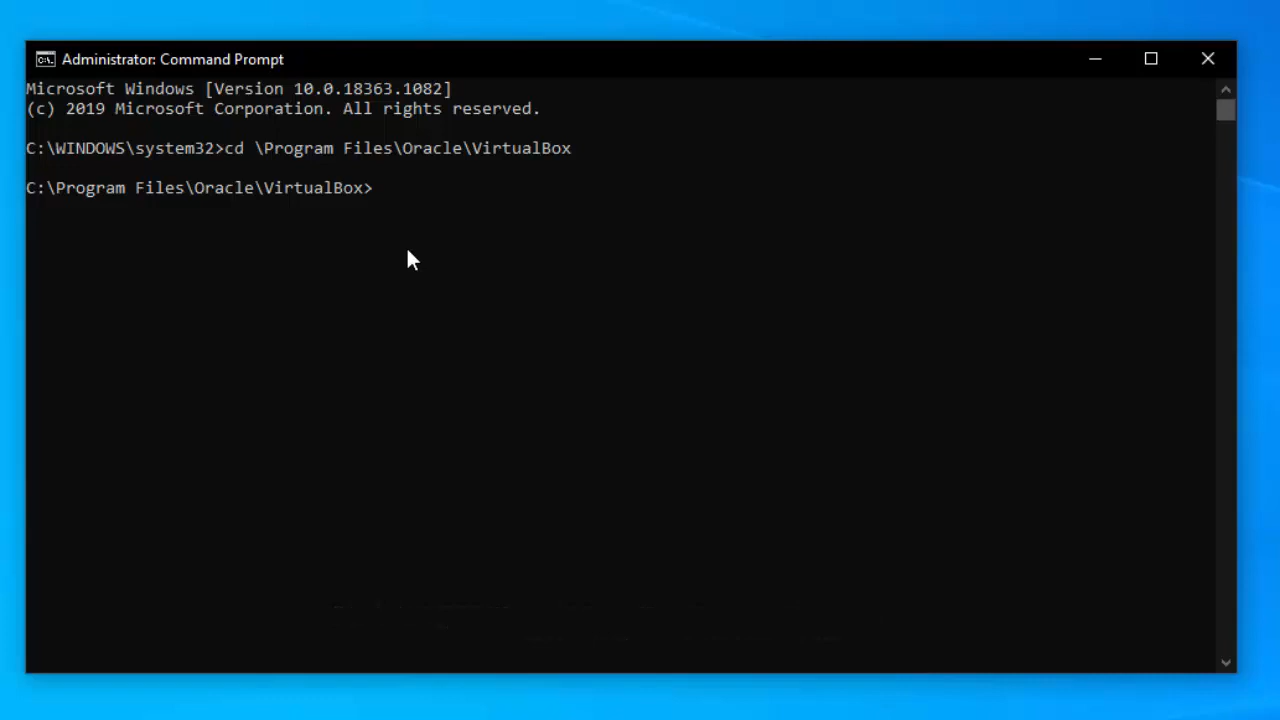 Administrator: Command Prompt
Microsoft Windows [Version 10.0.18363.1082]
(c) 2019 Microsoft Corporation. All rights reserved.
C:\WINDOWS\system32>cd \Program Files\Oracle\VirtualBox
C:\Program Files\Oracle\VirtualBox>